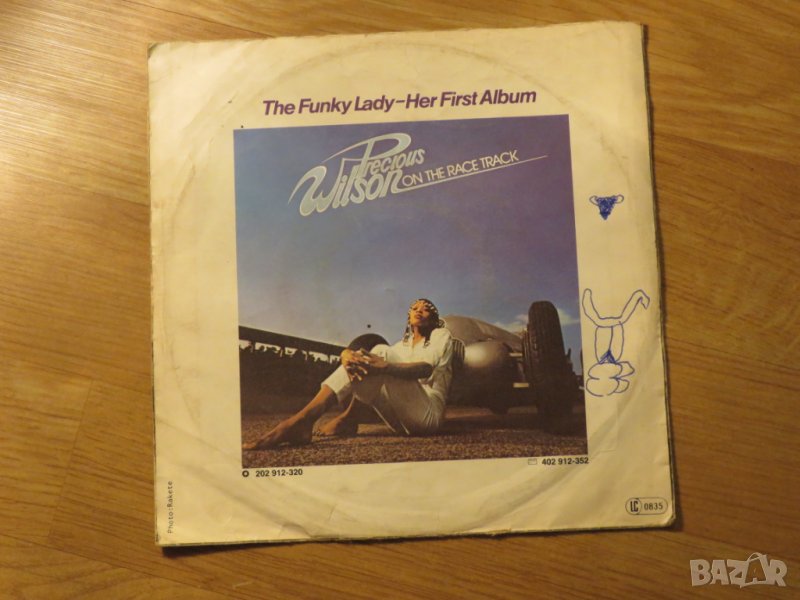 The Funky Lady–Her First Album
Precious
Wilson ON THE RACE TRACK
202 912-320
402 912-352
Photo: Rakete
LC 0835
BAZAR